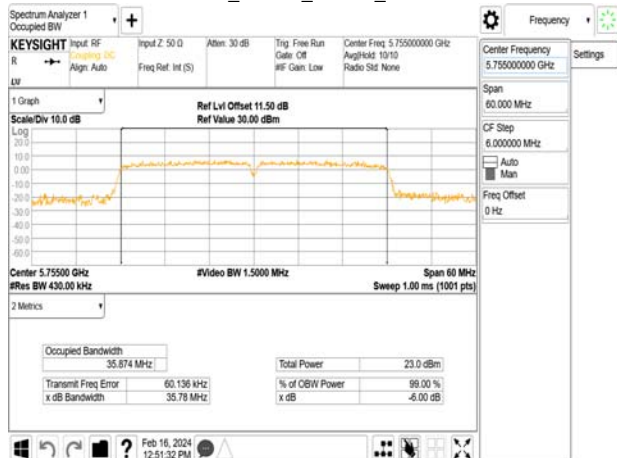 Spectrum Analyzer 1
Occupied BW
Frequency
KEYSIGHT
R
LXI
Input: RF
Coupling: DC
Align: Auto
Input Z: 50 Ω
Freq Ref: Int (S)
Atten: 30 dB
Trig: Free Run
Gate: Off
#IF Gain: Low
Center Freq: 5.755000000 GHz
Avg|Hold: 10/10
Radio Std: None
Center Frequency
5.755000000 GHz
Settings
Span
60.000 MHz
CF Step
6.000000 MHz
Auto
Man
Freq Offset
0 Hz
1 Graph
Scale/Div 10.0 dB
Ref Lvl Offset 11.50 dB
Ref Value 30.00 dBm
Log
20.0
10.0
0.00
-10.0
-20.0
-30.0
-40.0
-50.0
-60.0
Center 5.75500 GHz
#Video BW 1.5000 MHz
Span 60 MHz
#Res BW 430.00 kHz
Sweep 1.00 ms (1001 pts)
2 Metrics
Occupied Bandwidth
35.874 MHz
Total Power 23.0 dBm
Transmit Freq Error 60.136 kHz
% of OBW Power 99.00 %
x dB Bandwidth 35.78 MHz
x dB -6.00 dB
?
Feb 16, 2024
12:51:32 PM